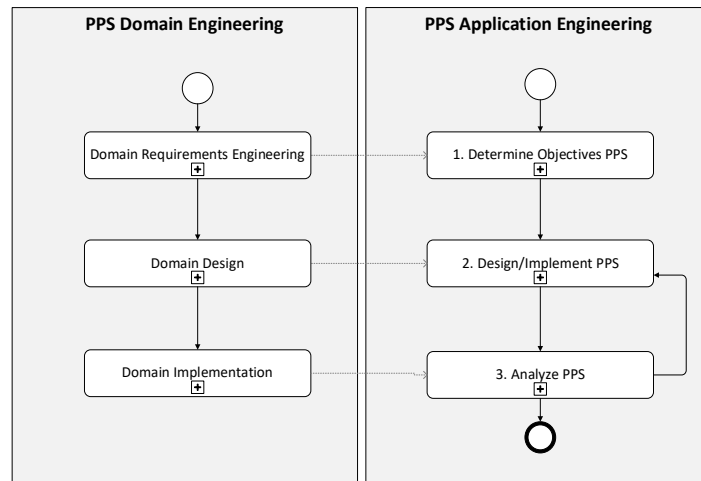 PPS Domain Engineering
PPS Application Engineering
Domain Requirements Engineering
1. Determine Objectives PPS
Domain Design
2. Design/Implement PPS
Domain Implementation
3. Analyze PPS